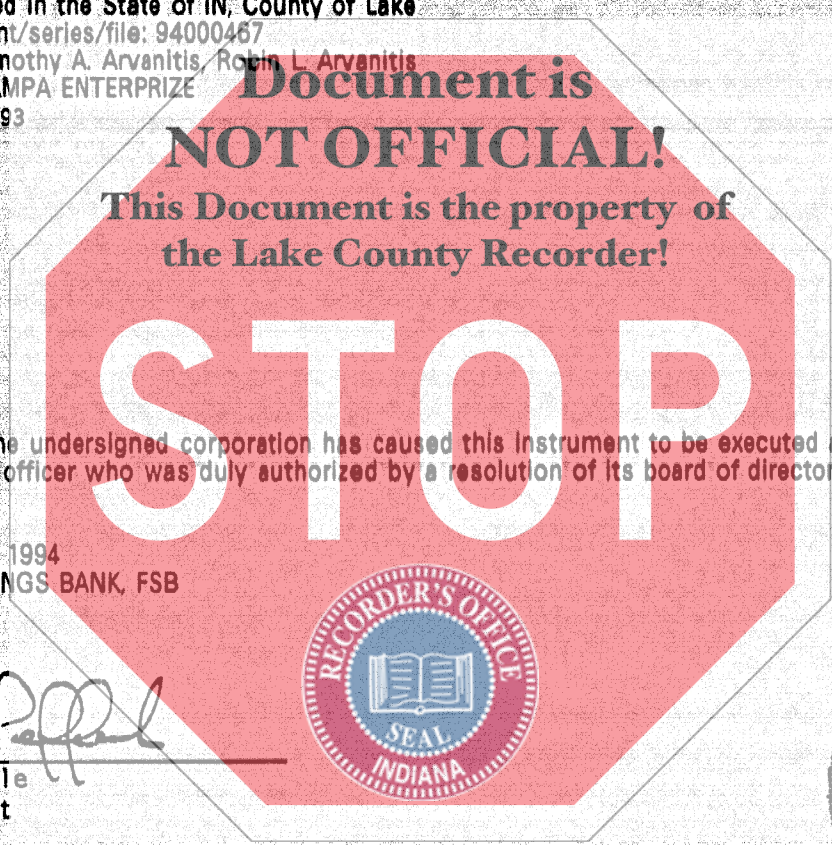 ed in the State of IN, County of Lake
nt/series/file: 94000467
mothy A. Arvanitis, Robin L. Arvanitis
MPA ENTERPRIZE
93
Document is
NOT OFFICIAL!
This Document is the property of
the Lake County Recorder!
STOP
he undersigned corporation has caused this instrument to be executed
officer who was duly authorized by a resolution of its board of director
1994
NGS BANK, FSB
RECORDER'S OFFICE
SEAL
INDIANA
le
t